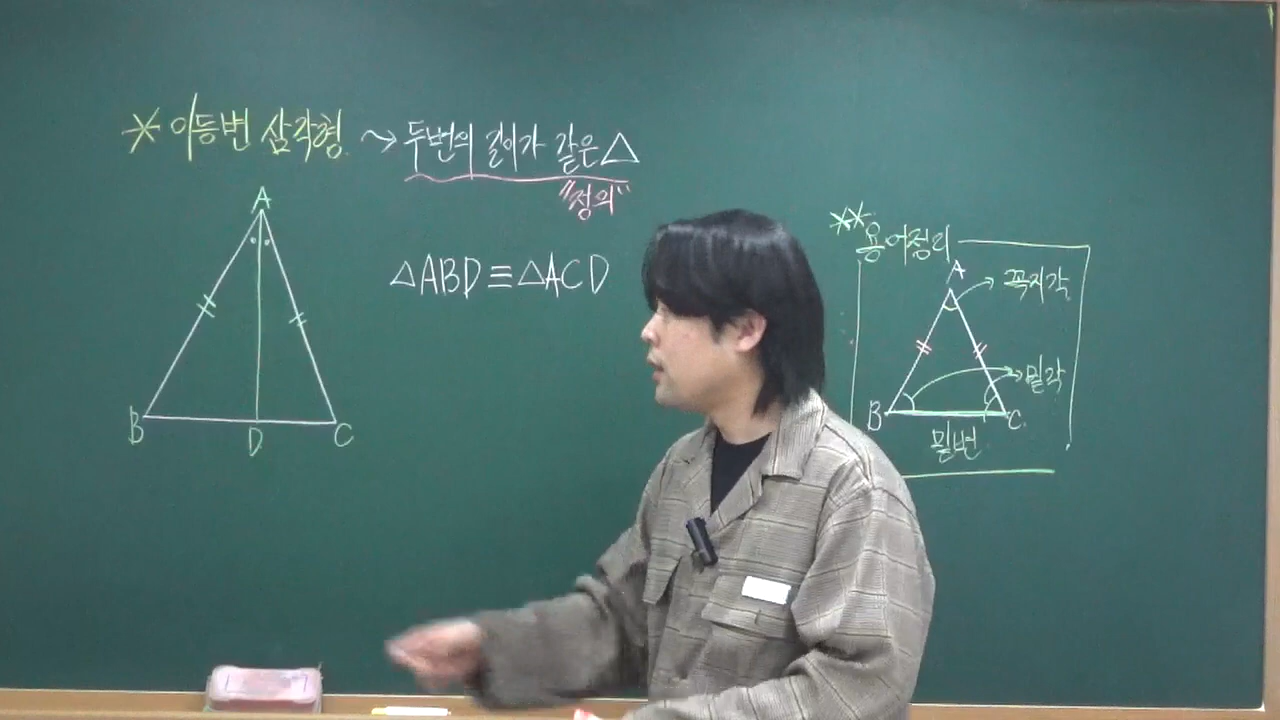 * 이등변 삼각형 → 두변의 길이가 같은 △
"정의"
A
B
D
C
△ABD≡△ACD
** 용어정리
A
꼭지각
밑각
B
C
밑변